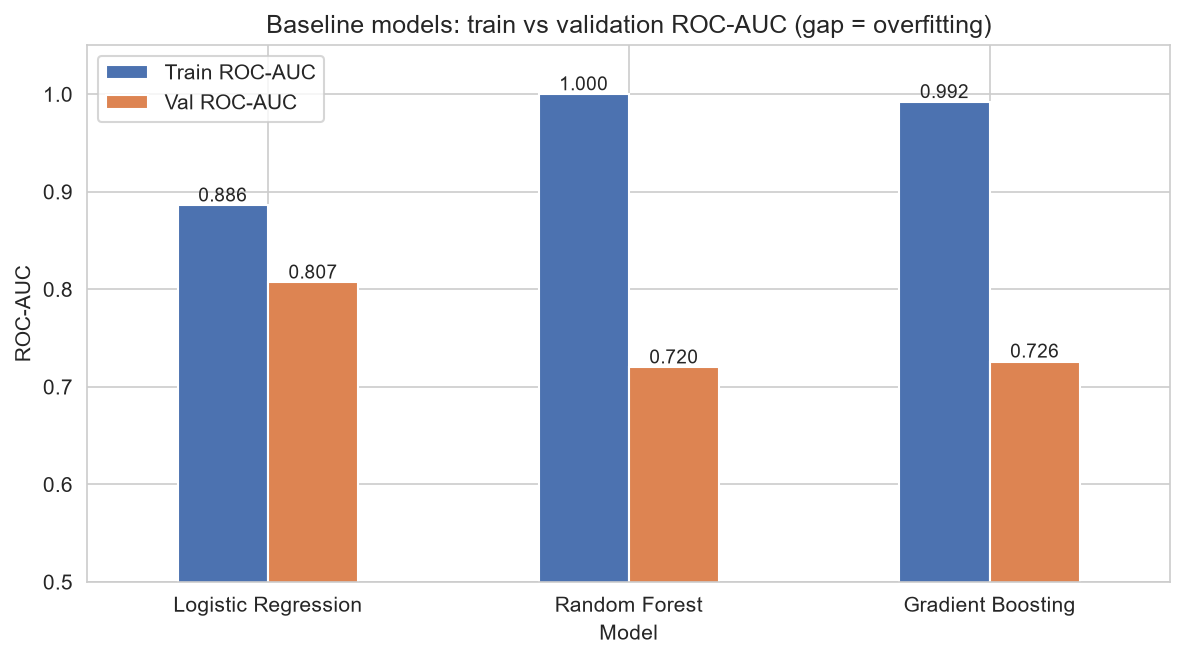 Baseline models: train vs validation ROC-AUC (gap = overfitting)
Train ROC-AUC
Val ROC-AUC
1.0
0.9
0.8
0.7
0.6
0.5
ROC-AUC
0.886
0.807
1.000
0.720
0.992
0.726
Logistic Regression
Random Forest
Gradient Boosting
Model